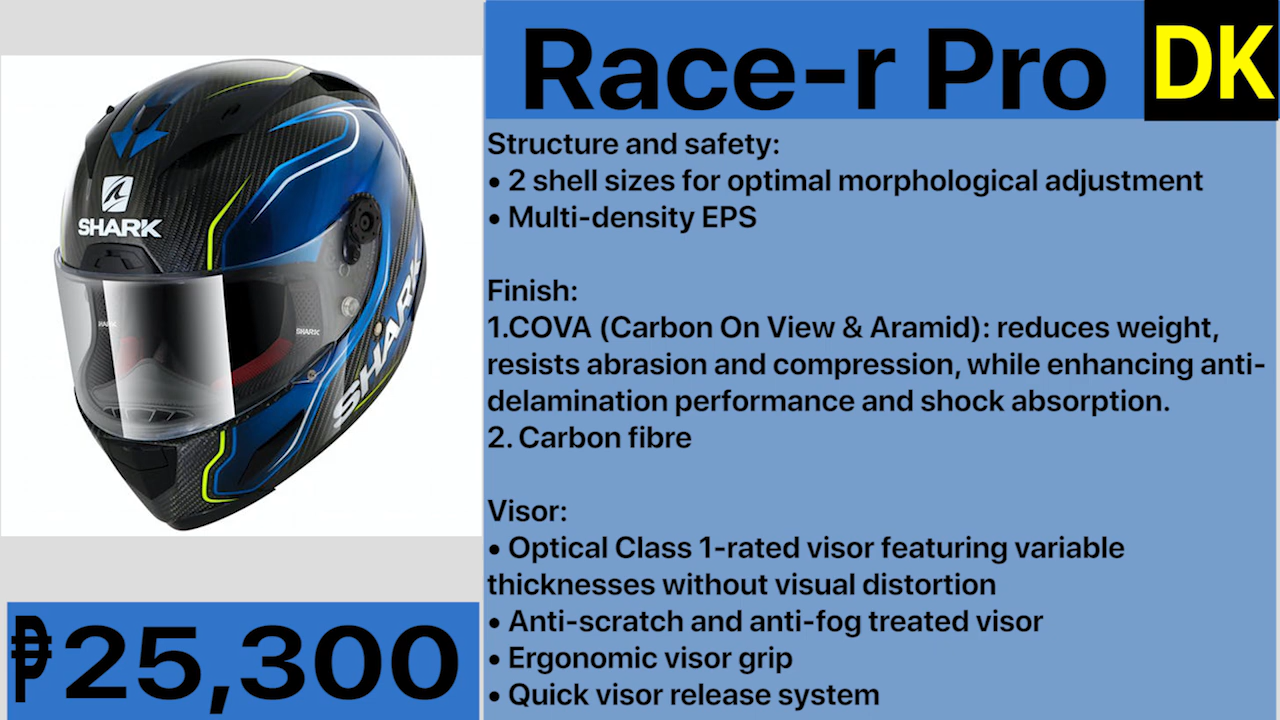 Race-r Pro
DK
Structure and safety:
• 2 shell sizes for optimal morphological adjustment
• Multi-density EPS
Finish:
1.COVA (Carbon On View & Aramid): reduces weight,
resists abrasion and compression, while enhancing anti-
delamination performance and shock absorption.
2. Carbon fibre
Visor:
• Optical Class 1-rated visor featuring variable
thicknesses without visual distortion
• Anti-scratch and anti-fog treated visor
• Ergonomic visor grip
• Quick visor release system
SHARK
SHARK
SHARK
₱25,300